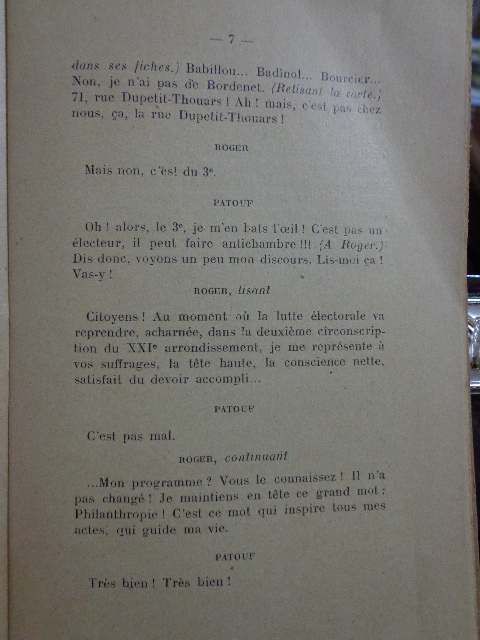 — 7 —
dans ses fiches.) Babillou... Badinol... Bourcier...
Non, je n'ai pas de Bordenet. (Relisant la carte.)
71, rue Dupetit-Thouars ! Ah ! mais, c'est pas chez
nous, ça, la rue Dupetit-Thouars !
ROGER
Mais non, c'est du 3e.
PATOUF
Oh ! alors, le 3e, je m'en bats l'œil ! C'est pas un
électeur, il peut faire antichambre !!! (A Roger.)
Dis donc, voyons un peu mon discours. Lis-moi ça !
Vas-y !
ROGER, lisant
Citoyens ! Au moment où la lutte électorale va
reprendre, acharnée, dans la deuxième circonscrip-
tion du XXIe arrondissement, je me représente à
vos suffrages, la tête haute, la conscience nette,
satisfait du devoir accompli...
PATOUF
C'est pas mal.
ROGER, continuant
...Mon programme ? Vous le connaissez ! Il n'a
pas changé ! Je maintiens en tête ce grand mot :
Philanthropie ! C'est ce mot qui inspire tous mes
actes, qui guide ma vie.
PATOUF
Très bien ! Très bien !